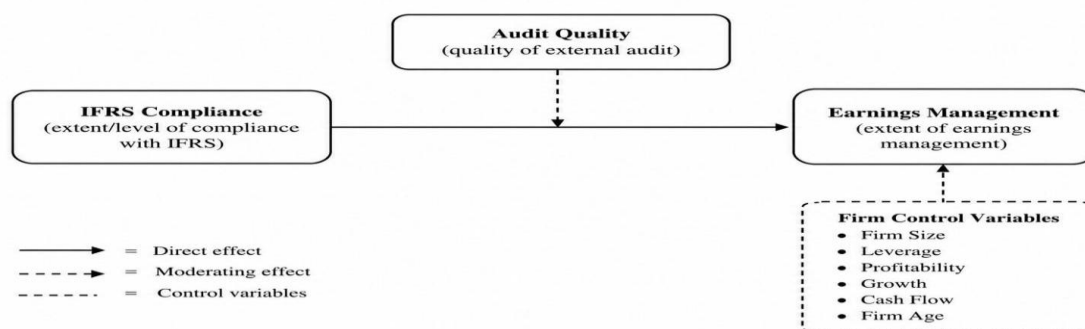 Audit Quality
(quality of external audit)
IFRS Compliance
(extent/level of compliance
with IFRS)
Earnings Management
(extent of earnings
management)
Firm Control Variables
• Firm Size
• Leverage
• Profitability
• Growth
• Cash Flow
• Firm Age
= Direct effect
= Moderating effect
= Control variables